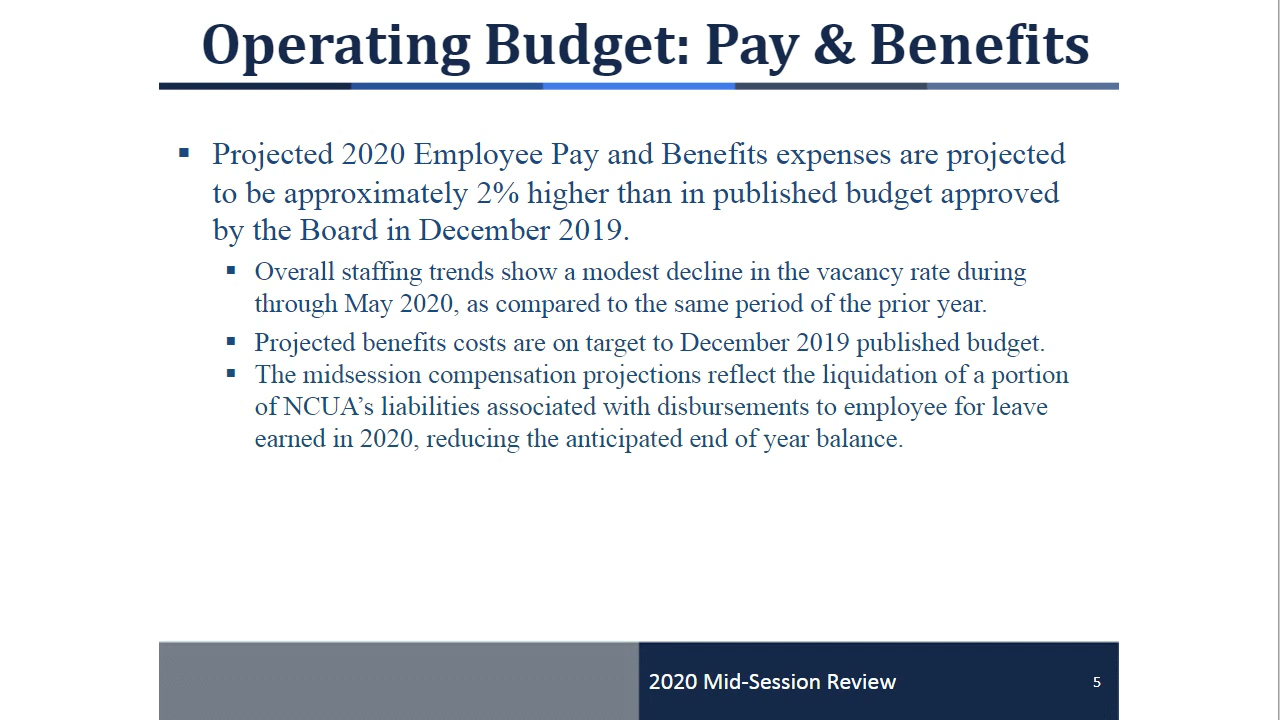 Operating Budget: Pay & Benefits
▪ Projected 2020 Employee Pay and Benefits expenses are projected
to be approximately 2% higher than in published budget approved
by the Board in December 2019.
▪ Overall staffing trends show a modest decline in the vacancy rate during
through May 2020, as compared to the same period of the prior year.
▪ Projected benefits costs are on target to December 2019 published budget.
▪ The midsession compensation projections reflect the liquidation of a portion
of NCUA’s liabilities associated with disbursements to employee for leave
earned in 2020, reducing the anticipated end of year balance.
2020 Mid-Session Review
5